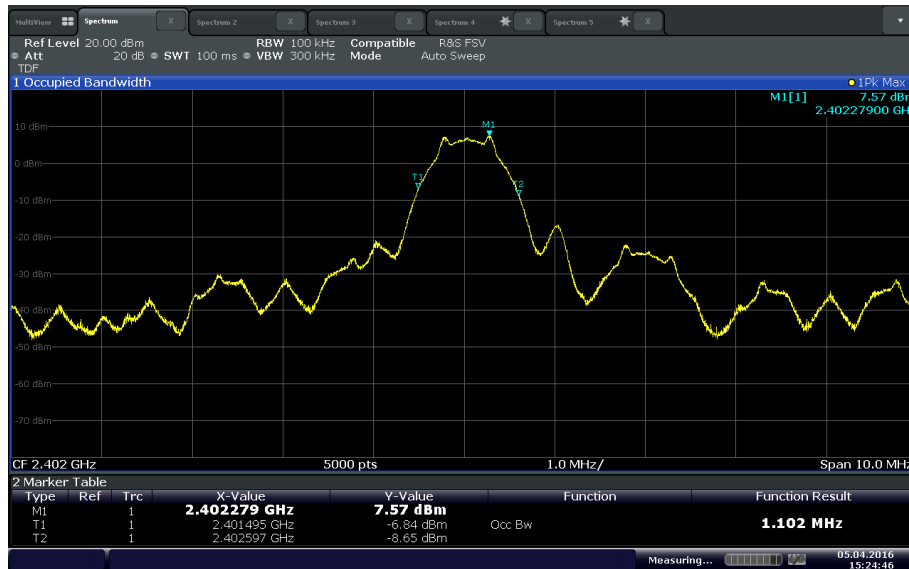 MultiView Spectrum X Spectrum 2 X Spectrum 3 X Spectrum 4 X Spectrum 5 X
Ref Level 20.00 dBm RBW 100 kHz Compatible R&S FSV
Att 20 dB SWT 100 ms VBW 300 kHz Mode Auto Sweep
TDF
1 Occupied Bandwidth 1Pk Max
M1[1] 7.57 dBm
2.40227900 GH
M1
10 dBm
0 dBm
T1
T2
-10 dBm
-20 dBm
-30 dBm
-40 dBm
-50 dBm
-60 dBm
-70 dBm
CF 2.402 GHz 5000 pts 1.0 MHz/ Span 10.0 MHz
2 Marker Table
Type Ref Trc X-Value Y-Value Function Function Result
M1 1 2.402279 GHz 7.57 dBm
T1 1 2.401495 GHz -6.84 dBm Occ Bw 1.102 MHz
T2 1 2.402597 GHz -8.65 dBm
Measuring... 05.04.2016
15:24:46